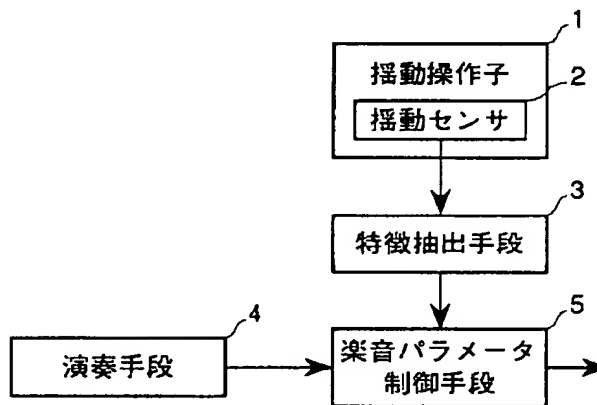 1
揺動操作子
2
揺動センサ
3
特徴抽出手段
4
演奏手段
5
楽音パラメータ
制御手段